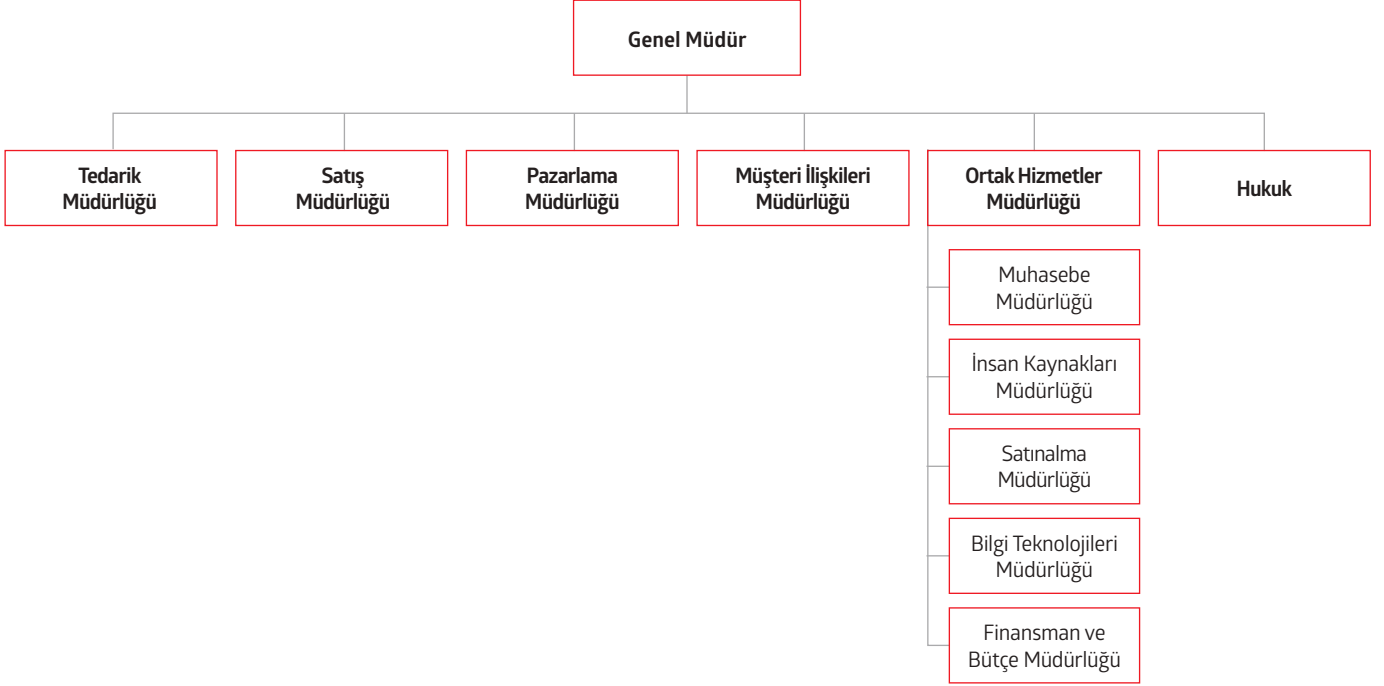 Genel Müdür
Tedarik
Müdürlüğü
Satış
Müdürlüğü
Pazarlama
Müdürlüğü
Müşteri İlişkileri
Müdürlüğü
Ortak Hizmetler
Müdürlüğü
Hukuk
Muhasebe
Müdürlüğü
İnsan Kaynakları
Müdürlüğü
Satınalma
Müdürlüğü
Bilgi Teknolojileri
Müdürlüğü
Finansman ve
Bütçe Müdürlüğü